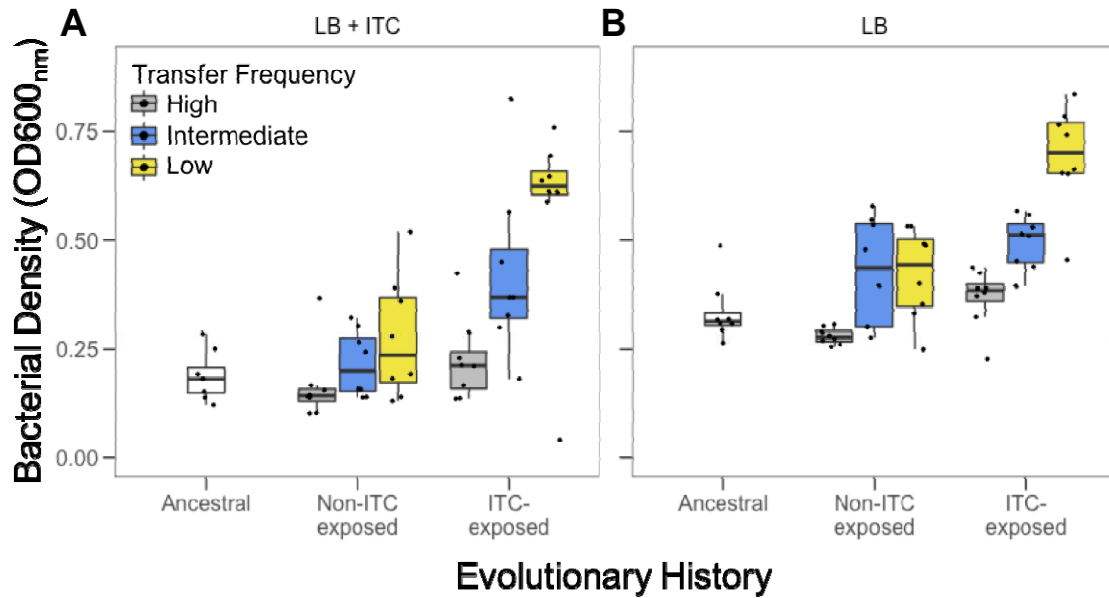 A
LB + ITC
B
LB
Bacterial Density (OD600nm)
Transfer Frequency
High
Intermediate
Low
0.75
0.50
0.25
0.00
Ancestral
Non-ITC
exposed
ITC-
exposed
Ancestral
Non-ITC
exposed
ITC-
exposed
Evolutionary History